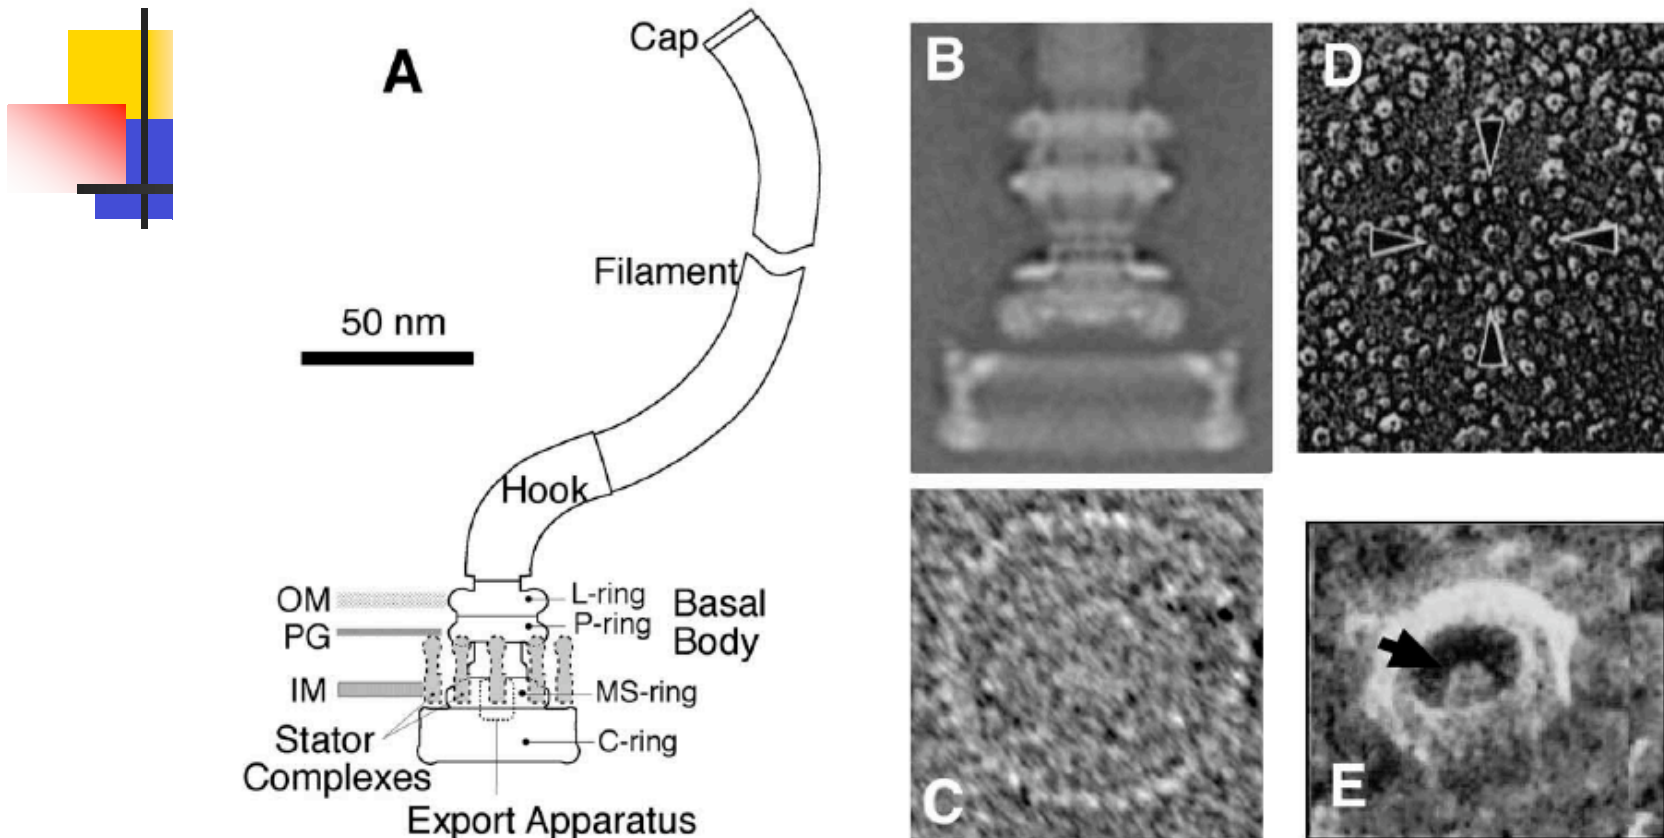 A
Cap
Filament
50 nm
Hook
OM
PG
IM
L-ring
P-ring
Basal
Body
MS-ring
C-ring
Stator
Complexes
Export Apparatus
B
C
D
E